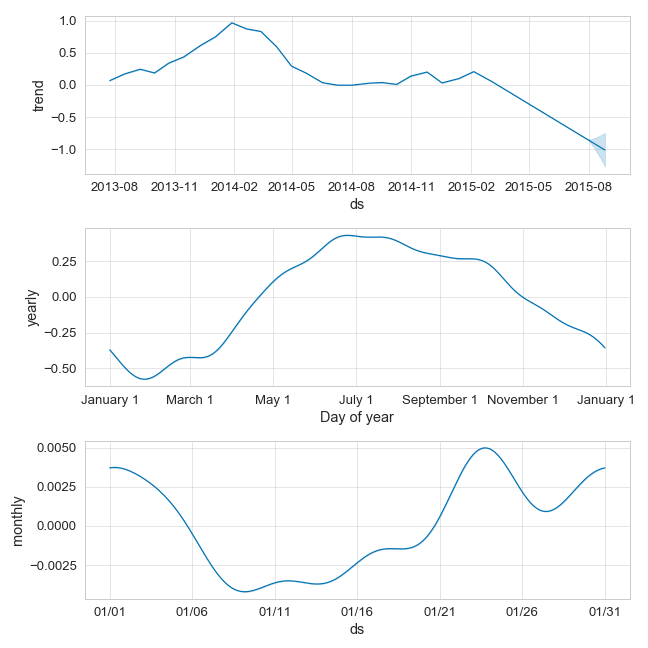 1.0
0.5
0.0
−0.5
−1.0
trend
2013-08 2013-11 2014-02 2014-05 2014-08 2014-11 2015-02 2015-05 2015-08
ds
0.25
0.00
−0.25
−0.50
yearly
January 1 March 1 May 1 July 1 September 1 November 1 January 1
Day of year
0.0050
0.0025
0.0000
−0.0025
monthly
01/01 01/06 01/11 01/16 01/21 01/26 01/31
ds